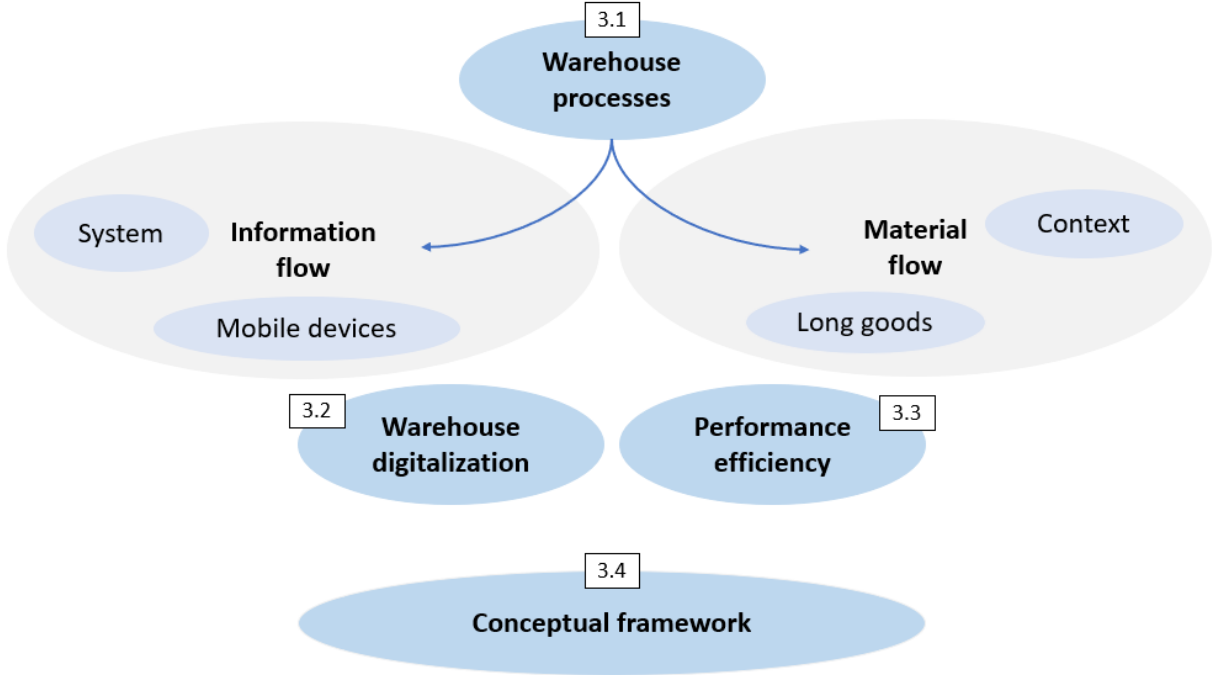 3.1
Warehouse
processes
System
Information
flow
Mobile devices
Material
flow
Context
Long goods
3.2
Warehouse
digitalization
Performance
efficiency
3.3
3.4
Conceptual framework